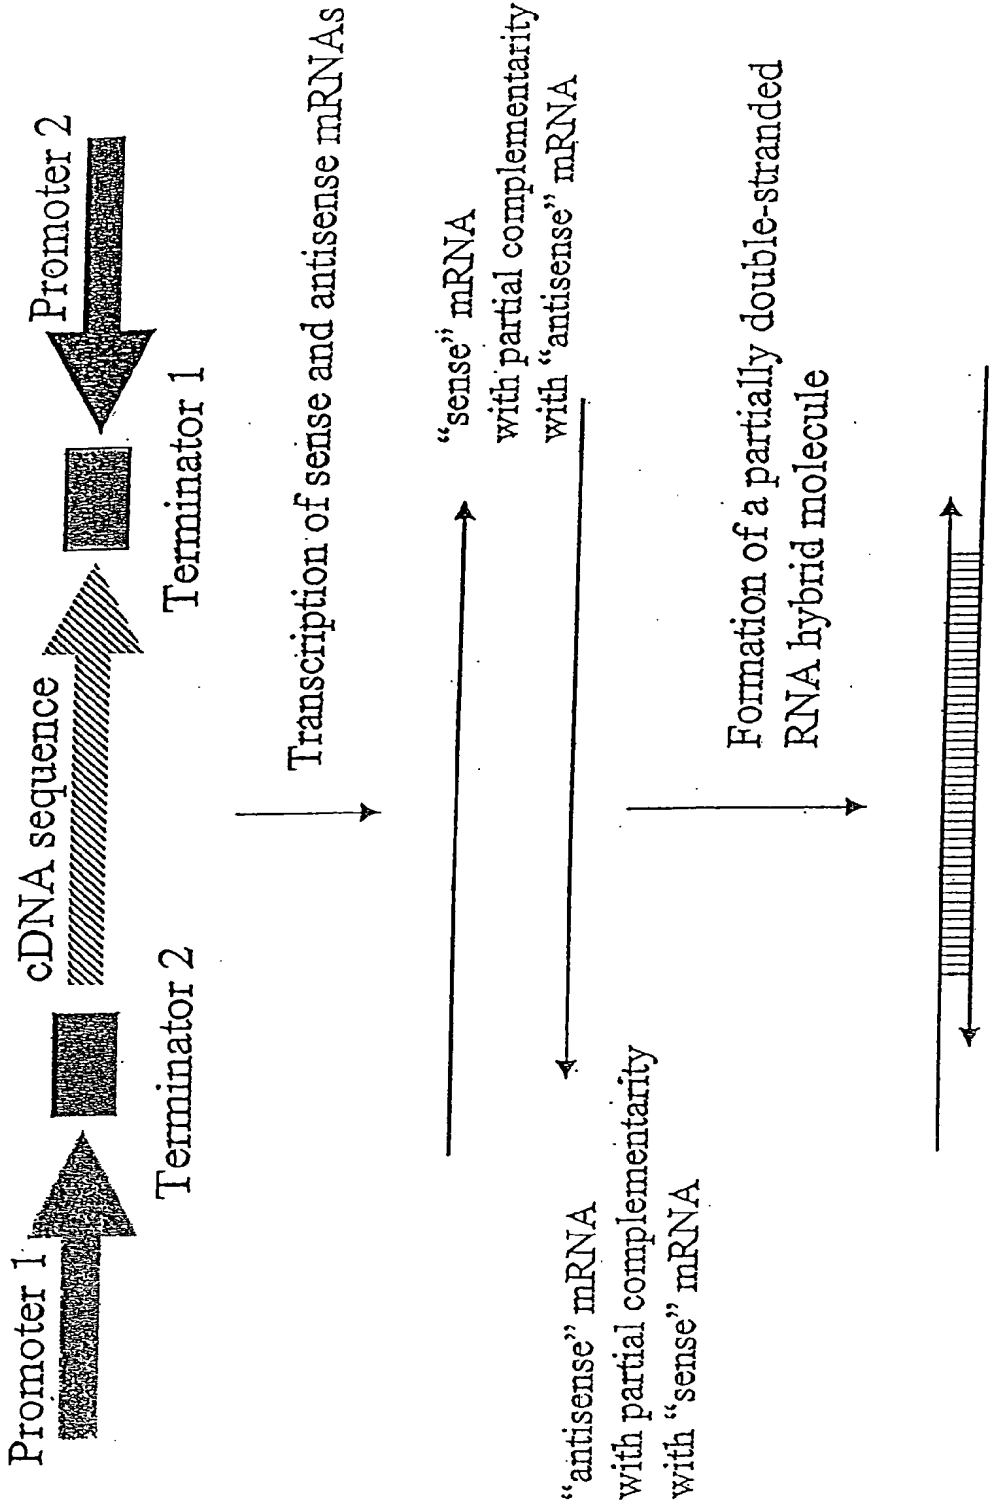 Promoter 1
cDNA sequence
Promoter 2
Terminator 2
Terminator 1
Transcription of sense and antisense mRNAs
“sense” mRNA
with partial complementarity
with “antisense” mRNA
“antisense” mRNA
with partial complementarity
with “sense” mRNA
Formation of a partially double-stranded
RNA hybrid molecule